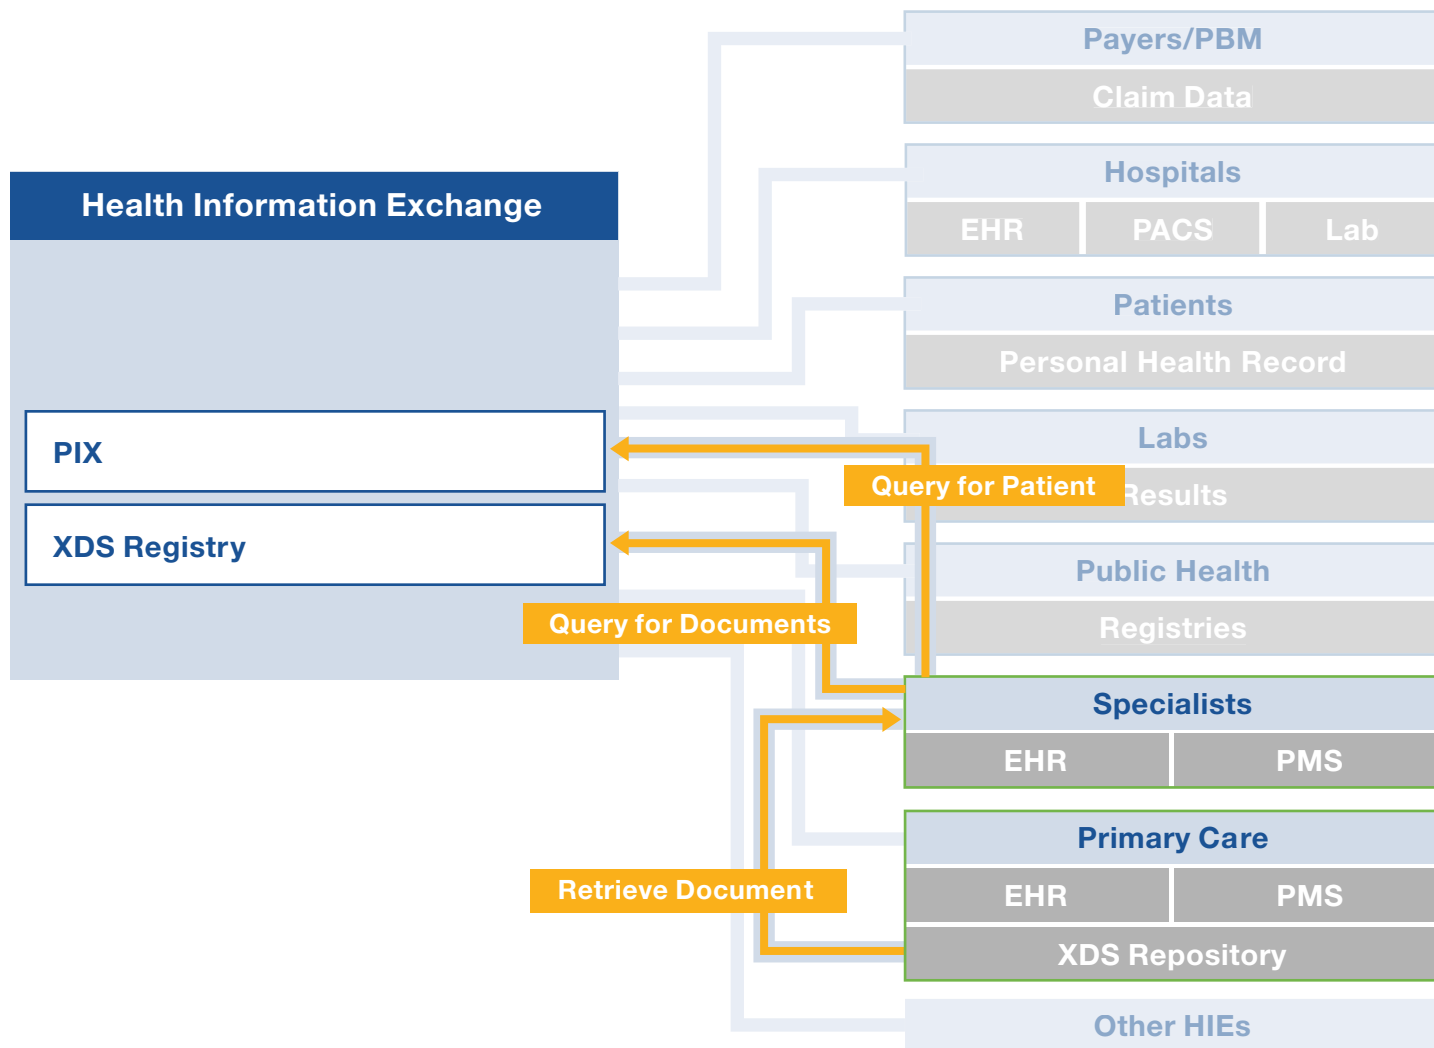 Health Information Exchange
PIX
XDS Registry
Query for Patient
Query for Documents
Retrieve Document
Payers/PBM
Claim Data
Hospitals
EHR PACS Lab
Patients
Personal Health Record
Labs
Results
Public Health
Registries
Specialists
EHR PMS
Primary Care
EHR PMS
XDS Repository
Other HIEs